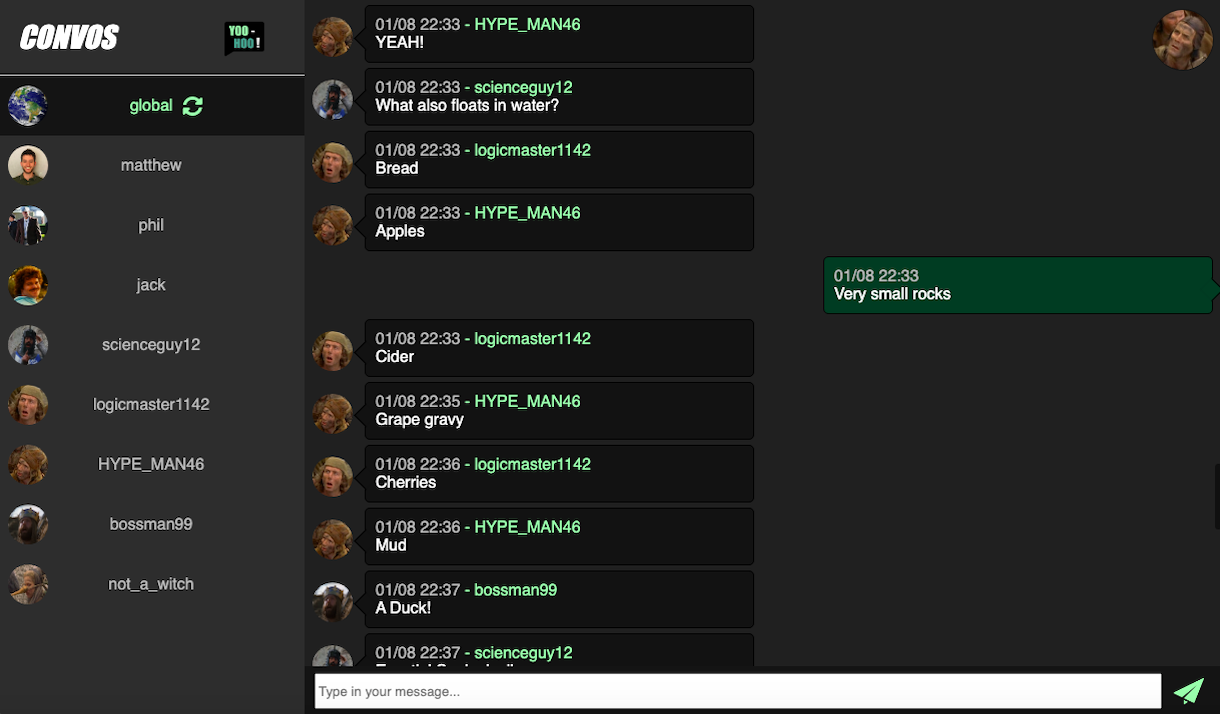 CONVOS
YOO -
HOO !
global
matthew
phil
jack
scienceguy12
logicmaster1142
HYPE_MAN46
bossman99
not_a_witch
01/08 22:33 - HYPE_MAN46
YEAH!
01/08 22:33 - scienceguy12
What also floats in water?
01/08 22:33 - logicmaster1142
Bread
01/08 22:33 - HYPE_MAN46
Apples
01/08 22:33
Very small rocks
01/08 22:33 - logicmaster1142
Cider
01/08 22:35 - HYPE_MAN46
Grape gravy
01/08 22:36 - logicmaster1142
Cherries
01/08 22:36 - HYPE_MAN46
Mud
01/08 22:37 - bossman99
A Duck!
01/08 22:37 - scienceguy12
Type in your message...